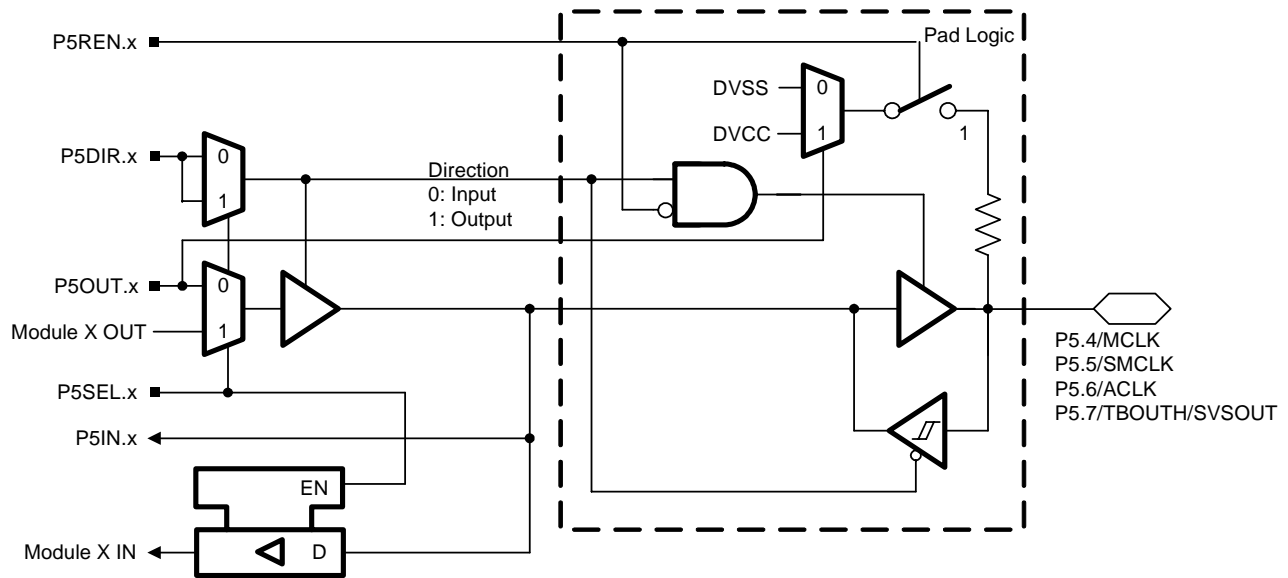 P5REN.x
Pad Logic
DVSS
0
DVCC
1
1
P5DIR.x
0
1
Direction
0: Input
1: Output
P5OUT.x
0
Module X OUT
1
P5.4/MCLK
P5.5/SMCLK
P5.6/ACLK
P5.7/TBOUTH/SVSOUT
P5SEL.x
P5IN.x
EN
Module X IN
D